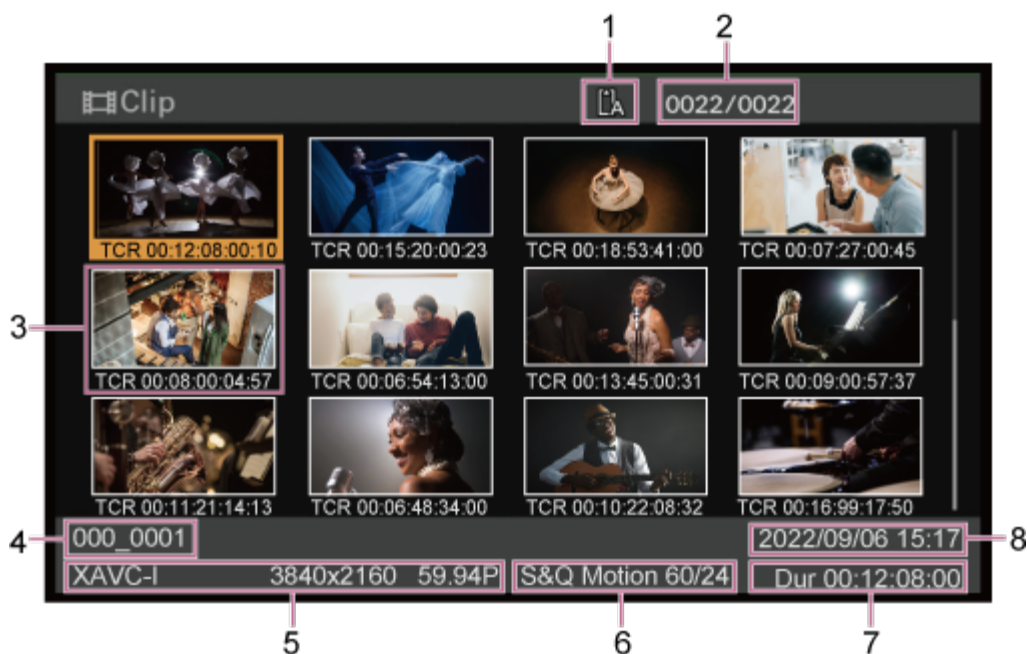 1 2
Clip A 0022/0022
TCR 00:12:08:00:10 TCR 00:15:20:00:23 TCR 00:18:53:41:00 TCR 00:07:27:00:45
3
TCR 00:08:00:04:57 TCR 00:06:54:13:00 TCR 00:13:45:00:31 TCR 00:09:00:57:37
TCR 00:11:21:14:13 TCR 00:06:48:34:00 TCR 00:10:22:08:32 TCR 00:16:99:17:50
4 000_0001 2022/09/06 15:17 8
XAVC-I 3840x2160 59.94P S&Q Motion 60/24 Dur 00:12:08:00
5 6 7